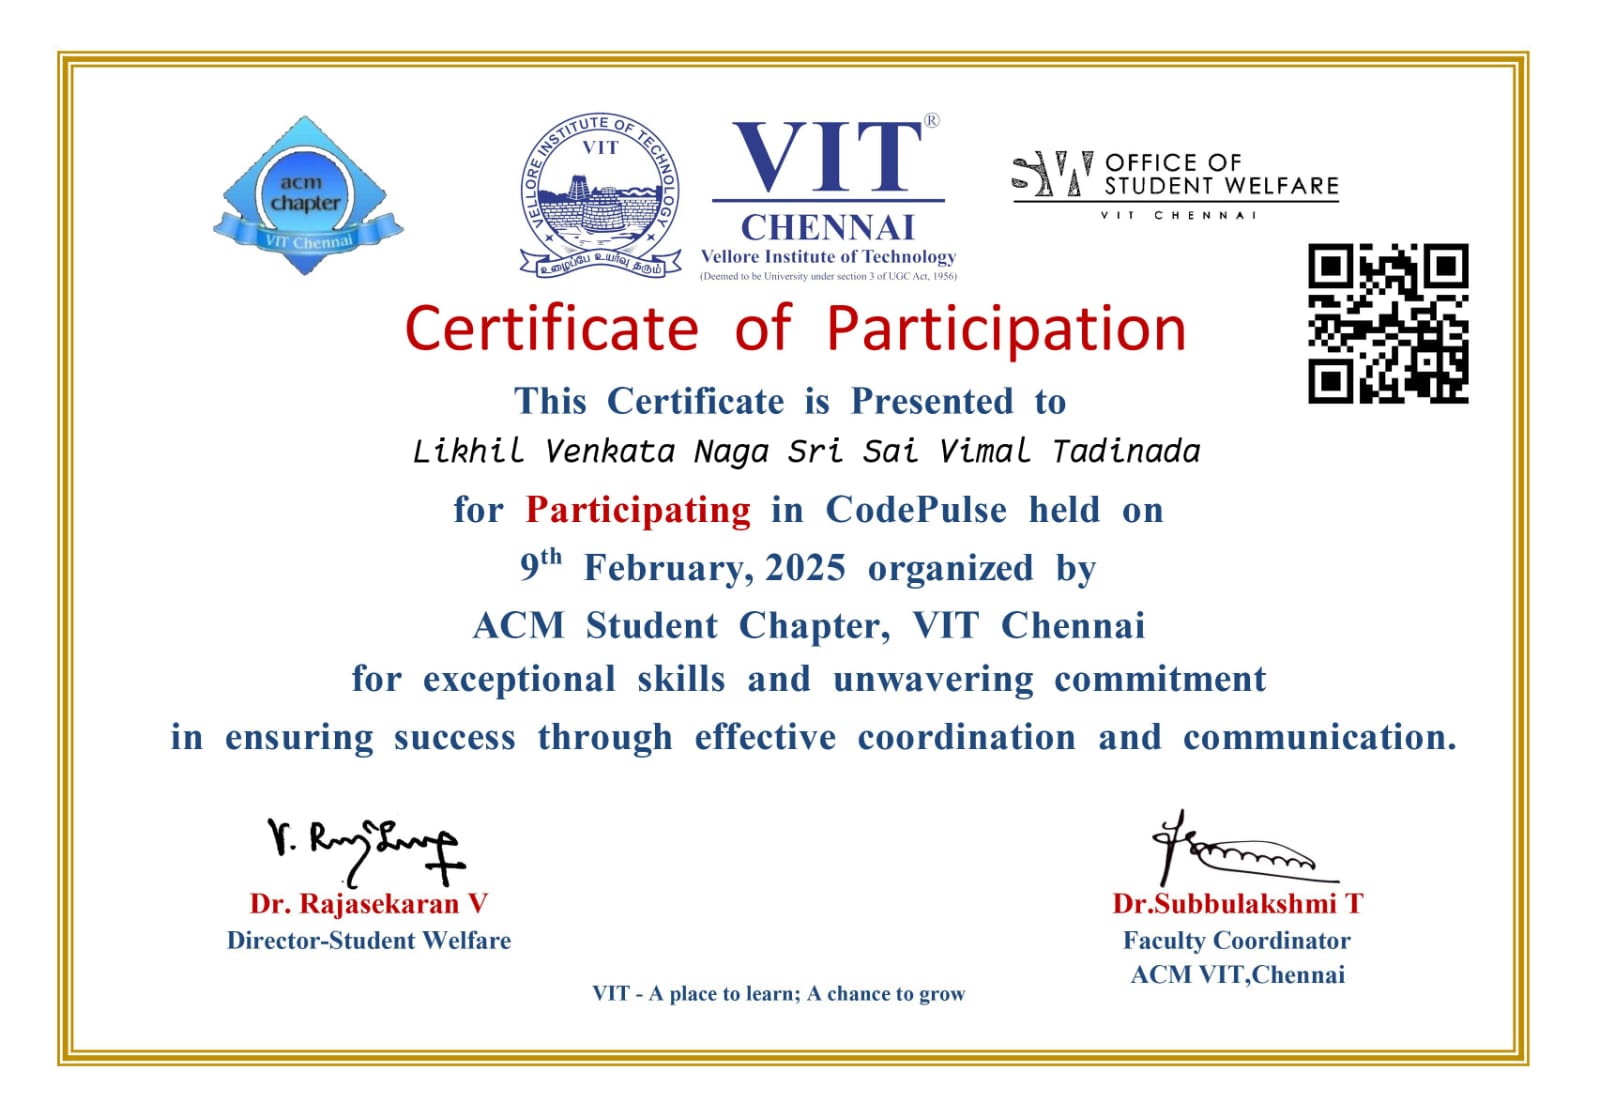 acm
chapter
VIT Chennai
VELLORE INSTITUTE OF TECHNOLOGY
VIT
உழைப்பே உயர்வு தரும்
VIT®
CHENNAI
Vellore Institute of Technology
(Deemed to be University under section 3 of UGC Act, 1956)
SW OFFICE OF
STUDENT WELFARE
VIT CHENNAI
Certificate of Participation
This Certificate is Presented to
Likhil Venkata Naga Sri Sai Vimal Tadinada
for Participating in CodePulse held on
9th February, 2025 organized by
ACM Student Chapter, VIT Chennai
for exceptional skills and unwavering commitment
in ensuring success through effective coordination and communication.
Dr. Rajasekaran V
Director-Student Welfare
Dr.Subbulakshmi T
Faculty Coordinator
ACM VIT,Chennai
VIT - A place to learn; A chance to grow